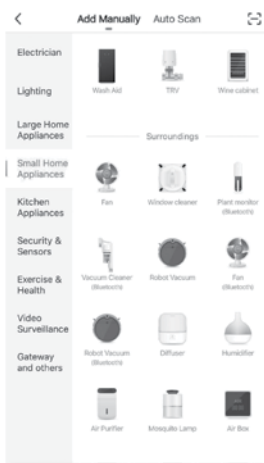 Add Manually Auto Scan
Electrician
Lighting
Large Home
Appliances
Small Home
Appliances
Kitchen
Appliances
Security &
Sensors
Exercise &
Health
Video
Surveillance
Gateway
and others
Wash Aid TRV Wine cabinet
Surroundings
Fan Window cleaner Plant monitor
(Bluetooth)
Vacuum Cleaner Robot Vacuum Fan
(Bluetooth) (Bluetooth)
Robot Vacuum Diffuser Humidifier
(Bluetooth)
Air Purifier Mosquito Lamp Air Box